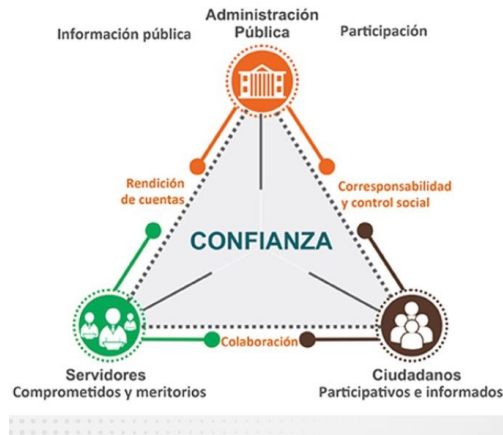 Administración
Pública
Información pública
Participación
Rendición
de cuentas
Corresponsabilidad
y control social
CONFIANZA
Colaboración
Servidores
Comprometidos y meritorios
Ciudadanos
Participativos e informados